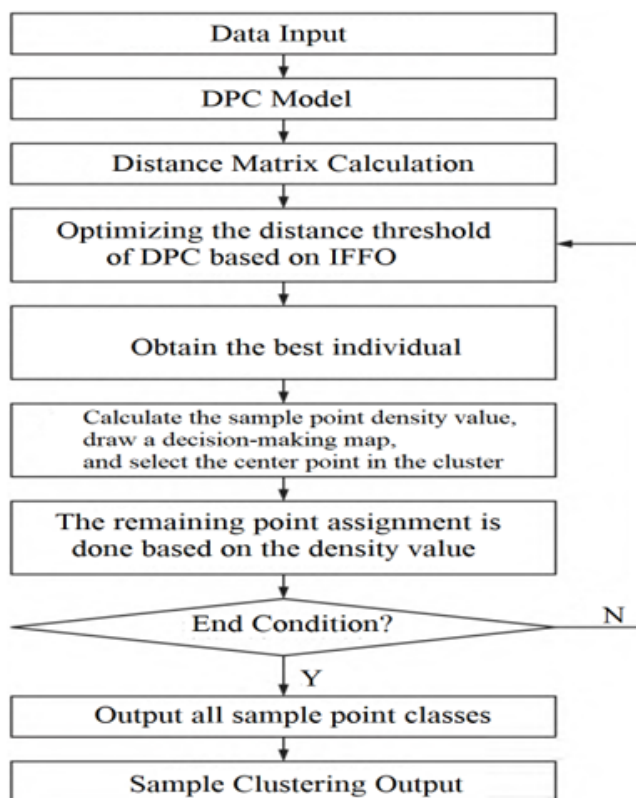 Data Input
DPC Model
Distance Matrix Calculation
Optimizing the distance threshold
of DPC based on IFFO
Obtain the best individual
Calculate the sample point density value,
draw a decision-making map,
and select the center point in the cluster
The remaining point assignment is
done based on the density value
End Condition?
N
Y
Output all sample point classes
Sample Clustering Output